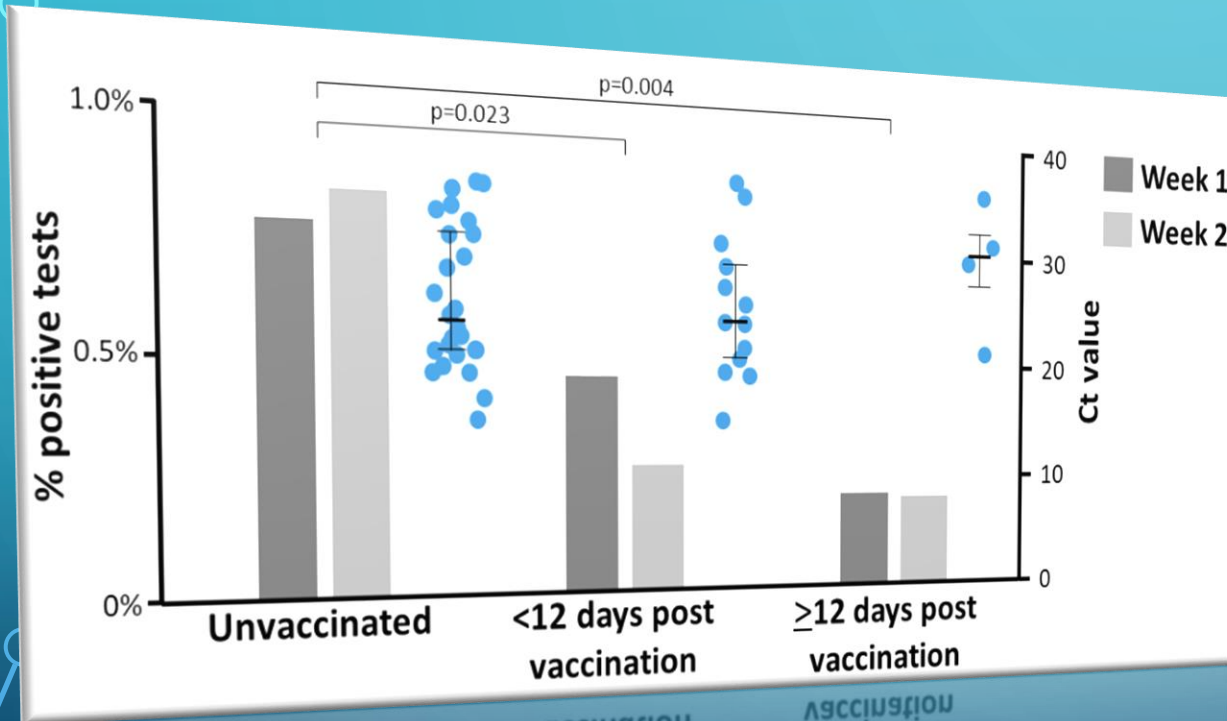 p=0.004
p=0.023
1.0%
0.5%
0%
% positive tests
40
30
20
10
0
Ct value
Week 1
Week 2
Unvaccinated
<12 days post
vaccination
≥12 days post
vaccination